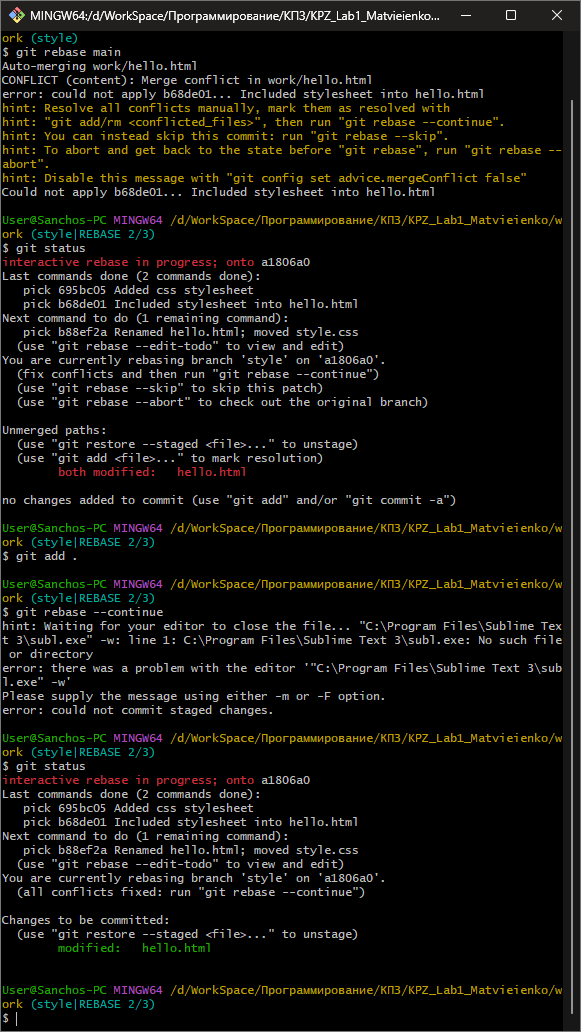 MINGW64:/d/WorkSpace/Программирование/КПЗ/KPZ_Lab1_Matvieienko...
ork (style)
$ git rebase main
Auto-merging work/hello.html
CONFLICT (content): Merge conflict in work/hello.html
error: could not apply b68de01... Included stylesheet into hello.html
hint: Resolve all conflicts manually, mark them as resolved with
hint: "git add/rm <conflicted_files>", then run "git rebase --continue".
hint: You can instead skip this commit: run "git rebase --skip".
hint: To abort and get back to the state before "git rebase", run "git rebase --
abort".
hint: Disable this message with "git config set advice.mergeConflict false"
Could not apply b68de01... Included stylesheet into hello.html
User@Sanchos-PC MINGW64 /d/WorkSpace/Программирование/КПЗ/KPZ_Lab1_Matvieienko/w
ork (style|REBASE 2/3)
$ git status
interactive rebase in progress; onto a1806a0
Last commands done (2 commands done):
   pick 695bc05 Added css stylesheet
   pick b68de01 Included stylesheet into hello.html
Next command to do (1 remaining command):
   pick b88ef2a Renamed hello.html; moved style.css
  (use "git rebase --edit-todo" to view and edit)
You are currently rebasing branch 'style' on 'a1806a0'.
  (fix conflicts and then run "git rebase --continue")
  (use "git rebase --skip" to skip this patch)
  (use "git rebase --abort" to check out the original branch)
Unmerged paths:
  (use "git restore --staged <file>..." to unstage)
  (use "git add <file>..." to mark resolution)
        both modified:   hello.html
no changes added to commit (use "git add" and/or "git commit -a")
User@Sanchos-PC MINGW64 /d/WorkSpace/Программирование/КПЗ/KPZ_Lab1_Matvieienko/w
ork (style|REBASE 2/3)
$ git add .
User@Sanchos-PC MINGW64 /d/WorkSpace/Программирование/КПЗ/KPZ_Lab1_Matvieienko/w
ork (style|REBASE 2/3)
$ git rebase --continue
hint: Waiting for your editor to close the file... "C:\Program Files\Sublime Tex
t 3\subl.exe" -w: line 1: C:\Program Files\Sublime Text 3\subl.exe: No such file
 or directory
error: there was a problem with the editor '"C:\Program Files\Sublime Text 3\sub
l.exe" -w'
Please supply the message using either -m or -F option.
error: could not commit staged changes.
User@Sanchos-PC MINGW64 /d/WorkSpace/Программирование/КПЗ/KPZ_Lab1_Matvieienko/w
ork (style|REBASE 2/3)
$ git status
interactive rebase in progress; onto a1806a0
Last commands done (2 commands done):
   pick 695bc05 Added css stylesheet
   pick b68de01 Included stylesheet into hello.html
Next command to do (1 remaining command):
   pick b88ef2a Renamed hello.html; moved style.css
  (use "git rebase --edit-todo" to view and edit)
You are currently rebasing branch 'style' on 'a1806a0'.
  (all conflicts fixed: run "git rebase --continue")
Changes to be committed:
  (use "git restore --staged <file>..." to unstage)
        modified:   hello.html
User@Sanchos-PC MINGW64 /d/WorkSpace/Программирование/КПЗ/KPZ_Lab1_Matvieienko/w
ork (style|REBASE 2/3)
$